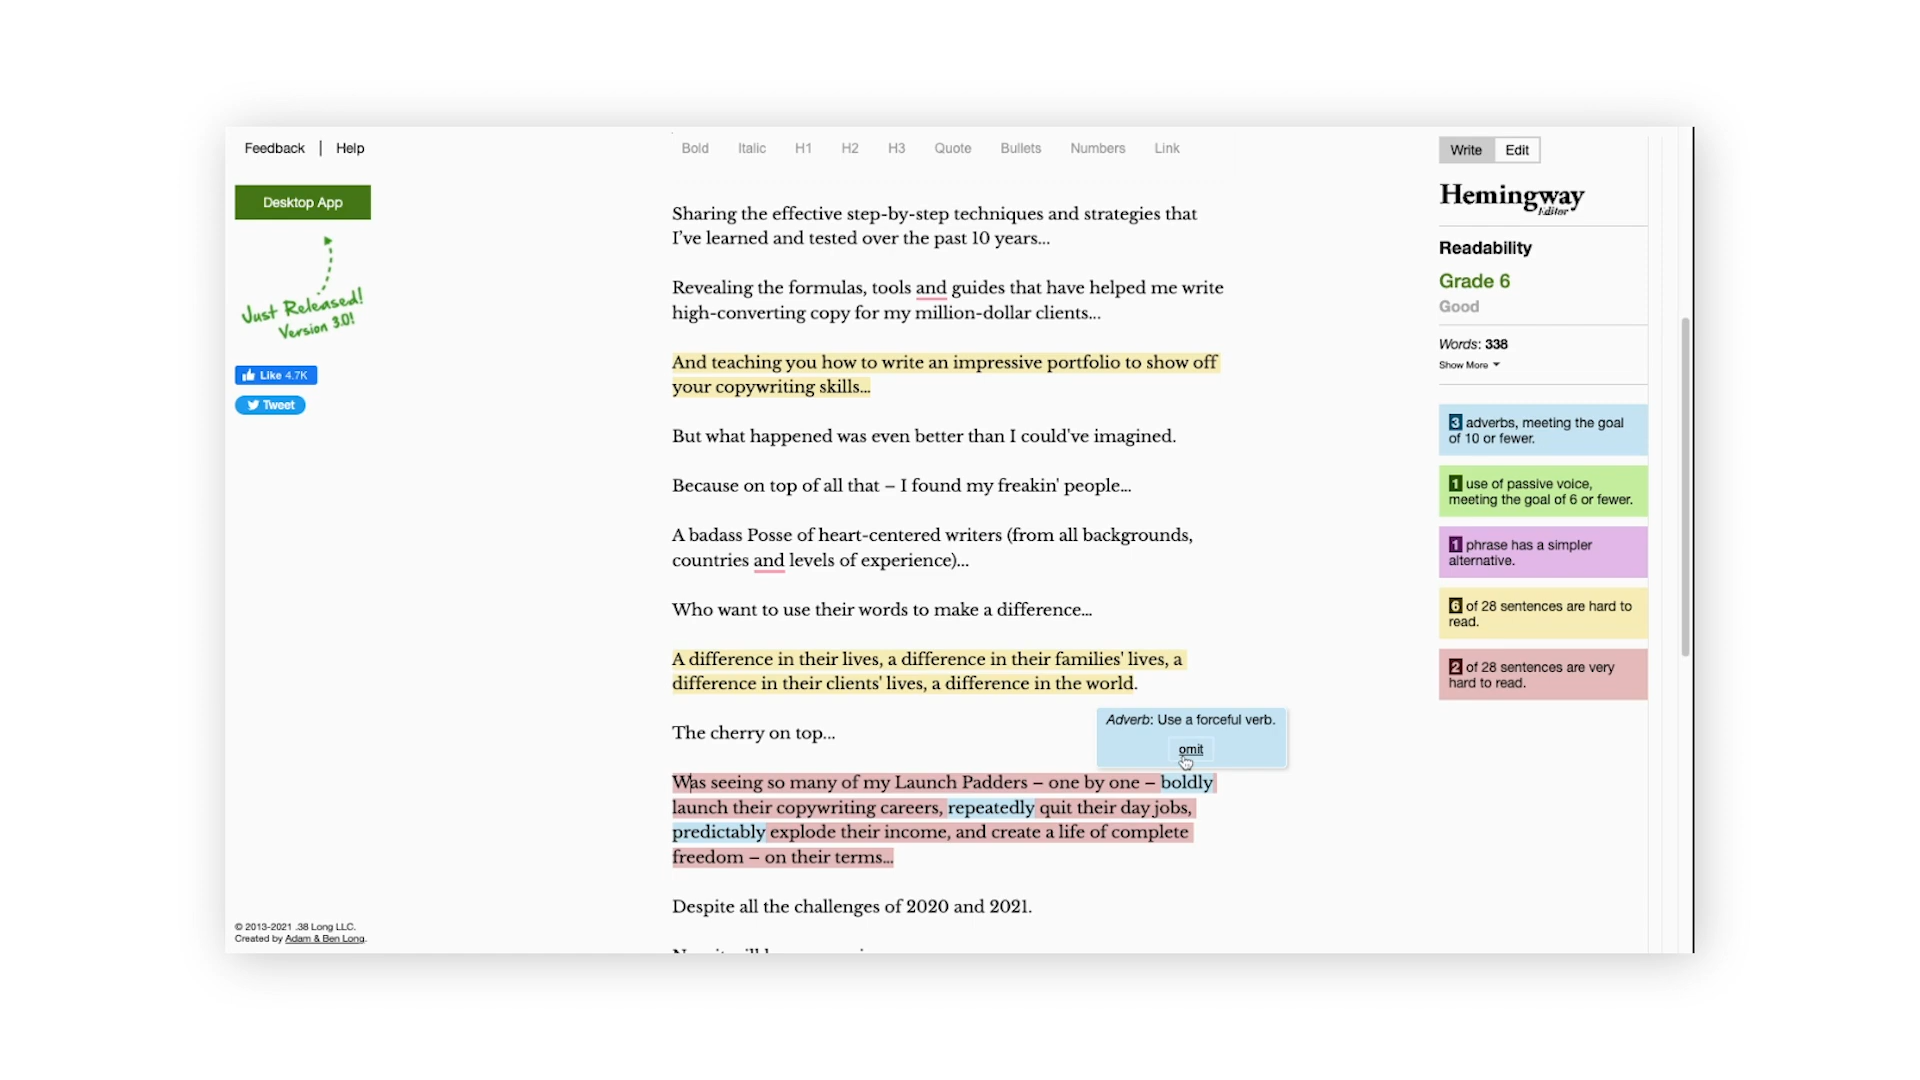 Feedback | Help
Bold Italic H1 H2 H3 Quote Bullets Numbers Link
Write Edit
Desktop App
Just Released!
Version 3.0!
Like 4.7K
Tweet
Sharing the effective step-by-step techniques and strategies that
I’ve learned and tested over the past 10 years...
Revealing the formulas, tools and guides that have helped me write
high-converting copy for my million-dollar clients...
And teaching you how to write an impressive portfolio to show off
your copywriting skills...
But what happened was even better than I could've imagined.
Because on top of all that – I found my freakin' people...
A badass Posse of heart-centered writers (from all backgrounds,
countries and levels of experience)...
Who want to use their words to make a difference...
A difference in their lives, a difference in their families' lives, a
difference in their clients' lives, a difference in the world.
The cherry on top...
Adverb: Use a forceful verb.
omit
Was seeing so many of my Launch Padders – one by one – boldly
launch their copywriting careers, repeatedly quit their day jobs,
predictably explode their income, and create a life of complete
freedom – on their terms...
Despite all the challenges of 2020 and 2021.
Hemingway
Editor
Readability
Grade 6
Good
Words: 338
Show More
3 adverbs, meeting the goal
of 10 or fewer.
1 use of passive voice,
meeting the goal of 6 or fewer.
1 phrase has a simpler
alternative.
6 of 28 sentences are hard to
read.
2 of 28 sentences are very
hard to read.
© 2013-2021 .38 Long LLC.
Created by Adam & Ben Long.